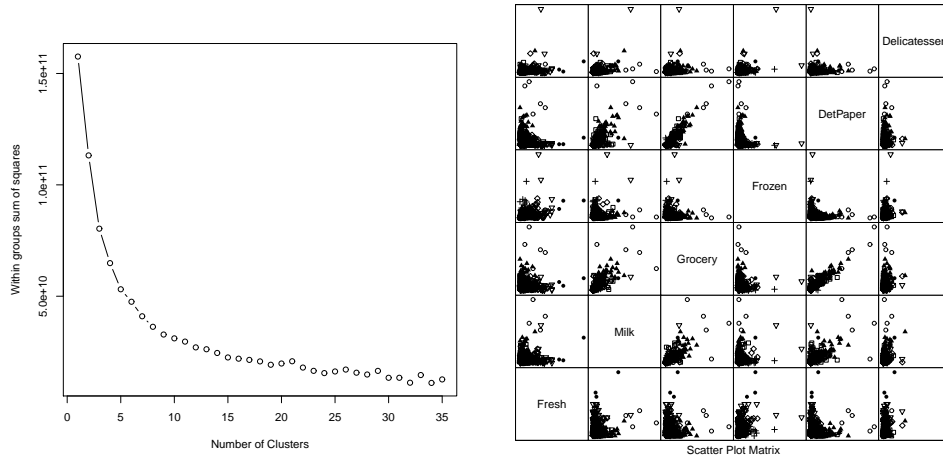 1.5e+11
1.0e+11
5.0e+10
Within groups sum of squares
0 5 10 15 20 25 30 35
Number of Clusters
Delicatessen
DetPaper
Frozen
Grocery
Milk
Fresh
Scatter Plot Matrix